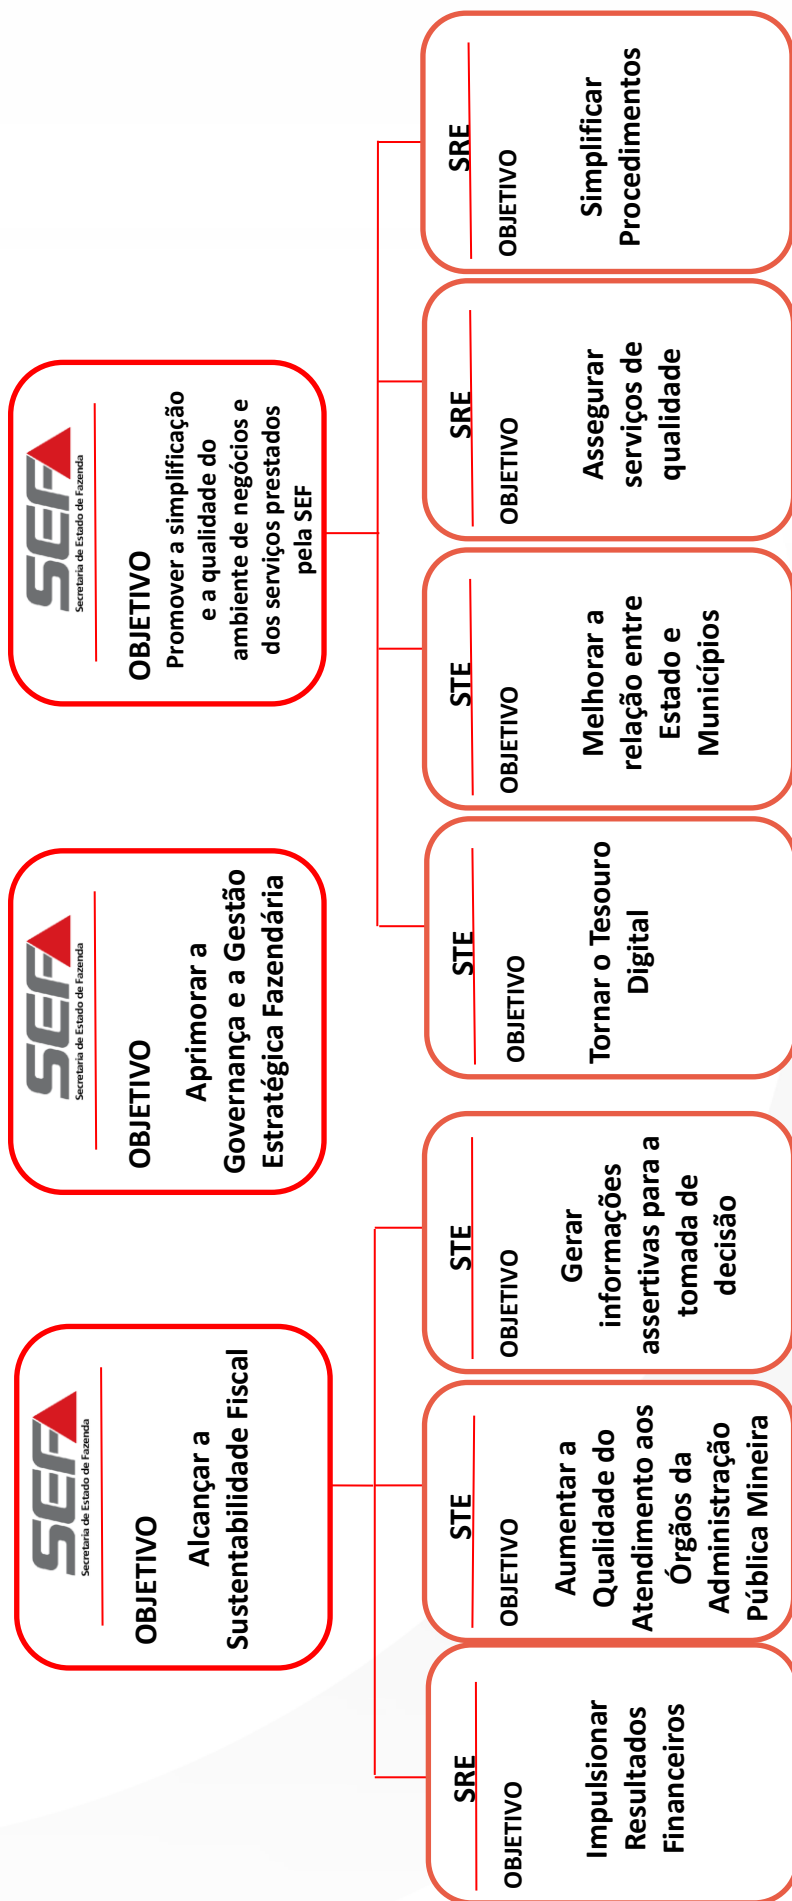 SEF
Secretaria de Estado de Fazenda
OBJETIVO
Alcançar a
Sustentabilidade Fiscal
SEF
Secretaria de Estado de Fazenda
OBJETIVO
Aprimorar a
Governança e a Gestão
Estratégica Fazendária
SEF
Secretaria de Estado de Fazenda
OBJETIVO
Promover a simplificação
e a qualidade do
ambiente de negócios e
dos serviços prestados
pela SEF
SRE
OBJETIVO
Impulsionar
Resultados
Financeiros
STE
OBJETIVO
Aumentar a
Qualidade do
Atendimento aos
Órgãos da
Administração
Pública Mineira
STE
OBJETIVO
Gerar
informações
assertivas para a
tomada de
decisão
STE
OBJETIVO
Tornar o Tesouro
Digital
STE
OBJETIVO
Melhorar a
relação entre
Estado e
Municípios
SRE
OBJETIVO
Assegurar
serviços de
qualidade
SRE
OBJETIVO
Simplificar
Procedimentos